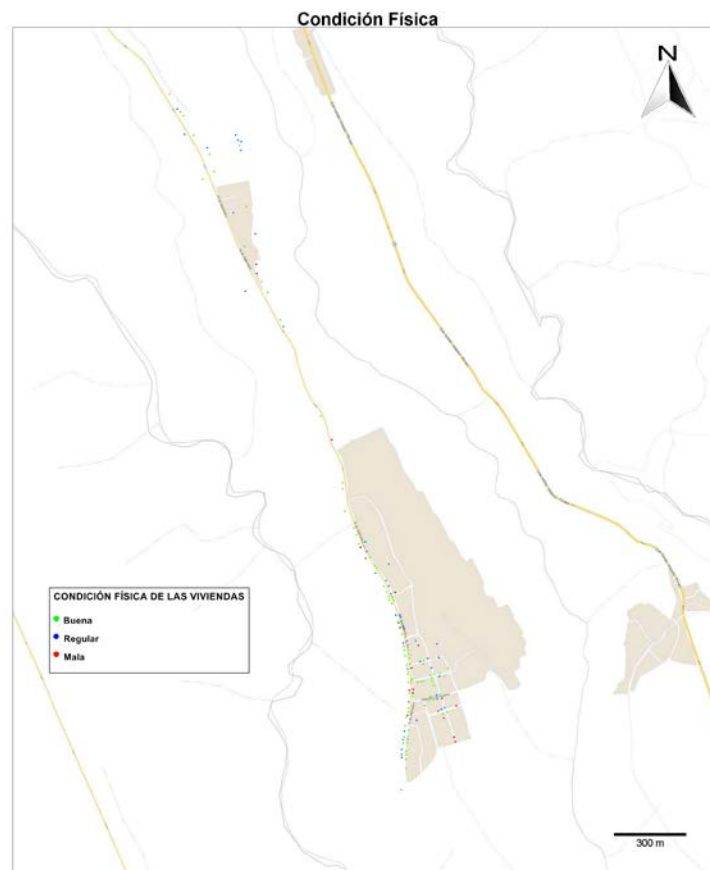 Condición Física
N
CONDICIÓN FÍSICA DE LAS VIVIENDAS
Buena
Regular
Mala
300 m